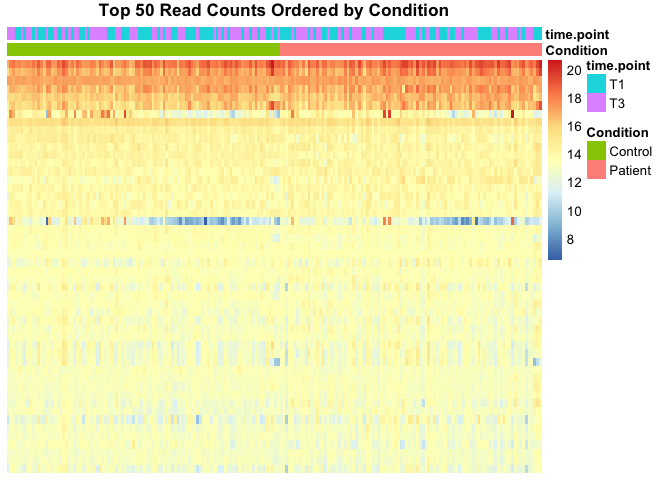 Top 50 Read Counts Ordered by Condition
time.point
Condition
20
18
16
14
12
10
8
time.point
T1
T3
Condition
Control
Patient